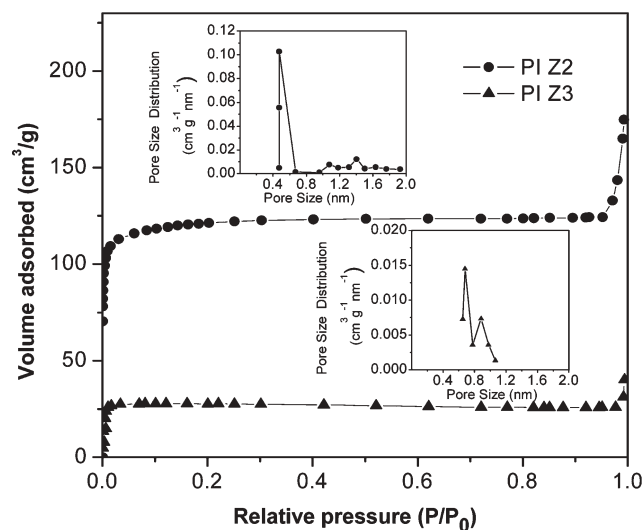 Volume adsorbed (cm³/g)
225
200
150
100
50
0
0.0 0.2 0.4 0.6 0.8 1.0
Relative pressure (P/P₀)
PI Z2
PI Z3
Pore Size Distribution
(cm³ g⁻¹ nm⁻¹)
0.12
0.10
0.08
0.06
0.04
0.02
0.00
0.4 0.8 1.2 1.6 2.0
Pore Size (nm)
Pore Size Distribution
(cm³ g⁻¹ nm⁻¹)
0.020
0.015
0.010
0.005
0.000
0.0 0.4 0.8 1.2 1.6 2.0
Pore Size (nm)